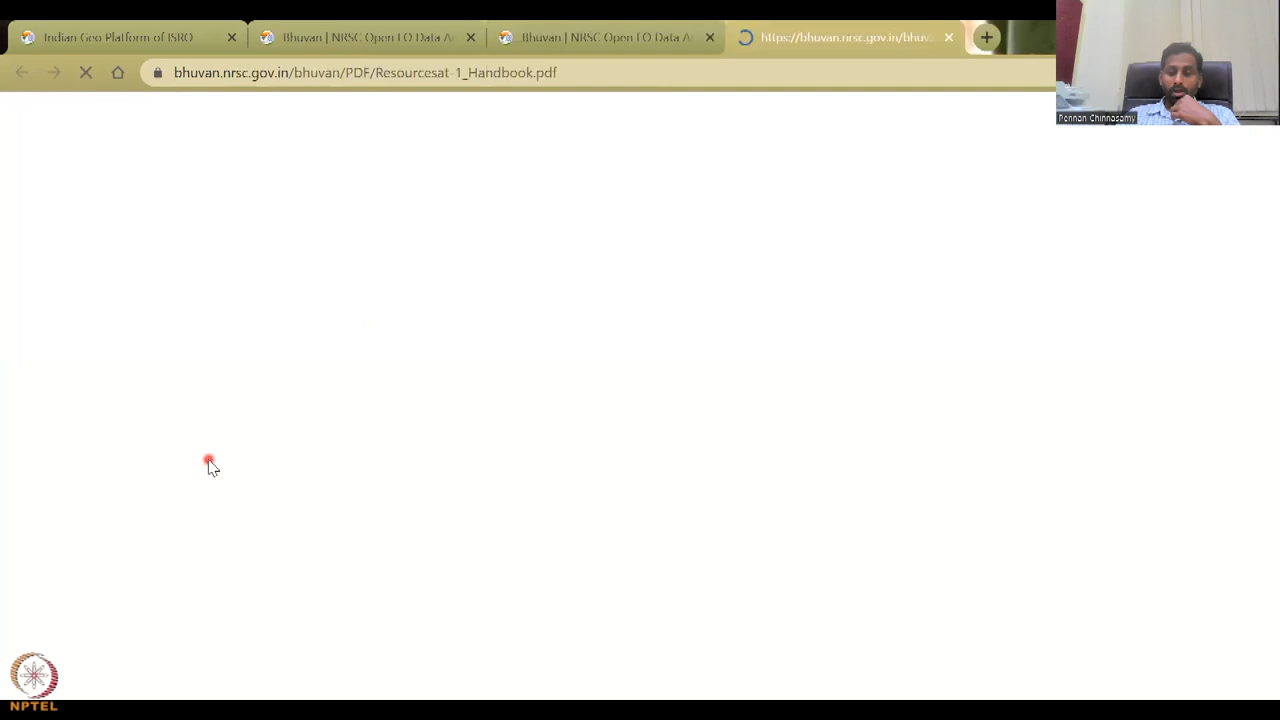 Indian Geo Platform of ISRO
Bhuvan | NRSC Open EO Data A
Bhuvan | NRSC Open EO Data A
https://bhuvan.nrsc.gov.in/bhuv
bhuvan.nrsc.gov.in/bhuvan/PDF/Resourcesat-1_Handbook.pdf
Pennan Chinnasamy
NPTEL